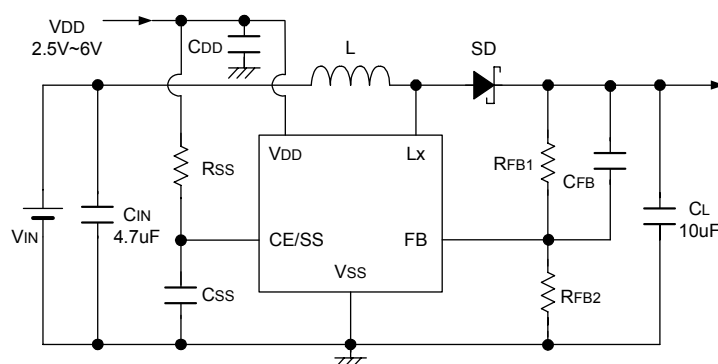 VDD
2.5V~6V
CDD
L
SD
VDD
Lx
RSS
RFB1
CFB
CIN
4.7uF
VIN
CE/SS
FB
CL
10uF
VSS
CSS
RFB2